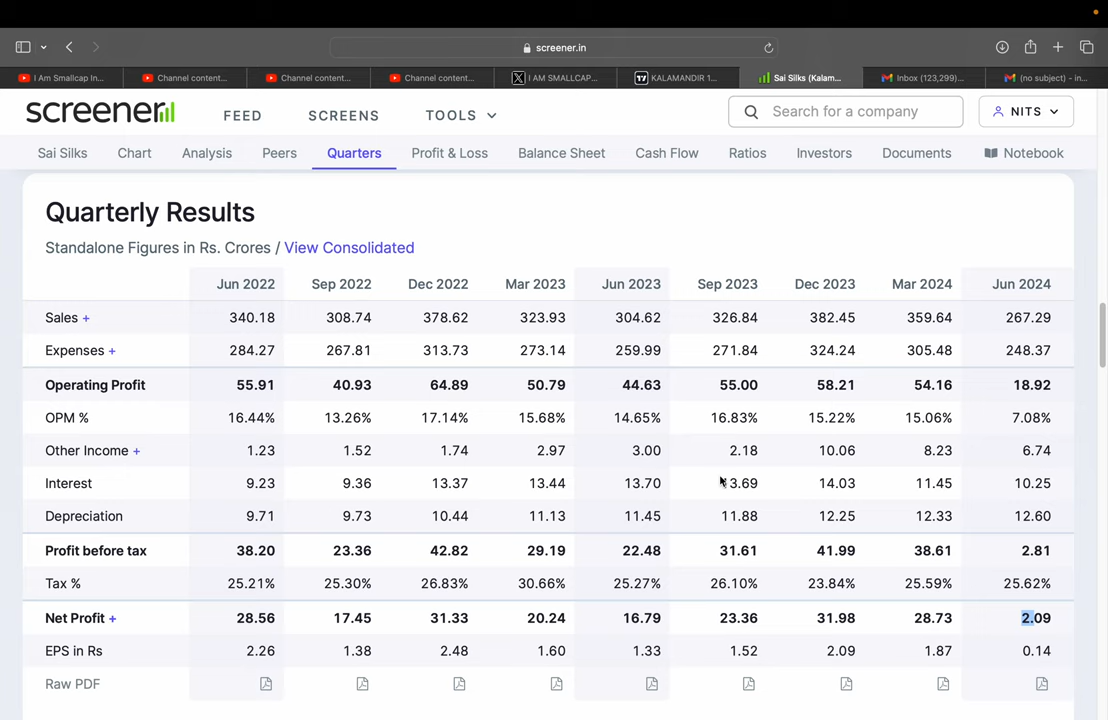 screener.in
I Am Smallcap In...
Channel content...
Channel content...
Channel content...
I AM SMALLCAP...
KALAMANDIR 1...
Sai Silks (Kalam...
Inbox (123,299)...
(no subject) - in...
screener
FEED
SCREENS
TOOLS
Search for a company
NITS
Sai Silks Chart Analysis Peers Quarters Profit & Loss Balance Sheet Cash Flow Ratios Investors Documents Notebook
Quarterly Results
Standalone Figures in Rs. Crores / View Consolidated
Jun 2022 Sep 2022 Dec 2022 Mar 2023 Jun 2023 Sep 2023 Dec 2023 Mar 2024 Jun 2024
Sales + 340.18 308.74 378.62 323.93 304.62 326.84 382.45 359.64 267.29
Expenses + 284.27 267.81 313.73 273.14 259.99 271.84 324.24 305.48 248.37
Operating Profit 55.91 40.93 64.89 50.79 44.63 55.00 58.21 54.16 18.92
OPM % 16.44% 13.26% 17.14% 15.68% 14.65% 16.83% 15.22% 15.06% 7.08%
Other Income + 1.23 1.52 1.74 2.97 3.00 2.18 10.06 8.23 6.74
Interest 9.23 9.36 13.37 13.44 13.70 13.69 14.03 11.45 10.25
Depreciation 9.71 9.73 10.44 11.13 11.45 11.88 12.25 12.33 12.60
Profit before tax 38.20 23.36 42.82 29.19 22.48 31.61 41.99 38.61 2.81
Tax % 25.21% 25.30% 26.83% 30.66% 25.27% 26.10% 23.84% 25.59% 25.62%
Net Profit + 28.56 17.45 31.33 20.24 16.79 23.36 31.98 28.73 2.09
EPS in Rs 2.26 1.38 2.48 1.60 1.33 1.52 2.09 1.87 0.14
Raw PDF